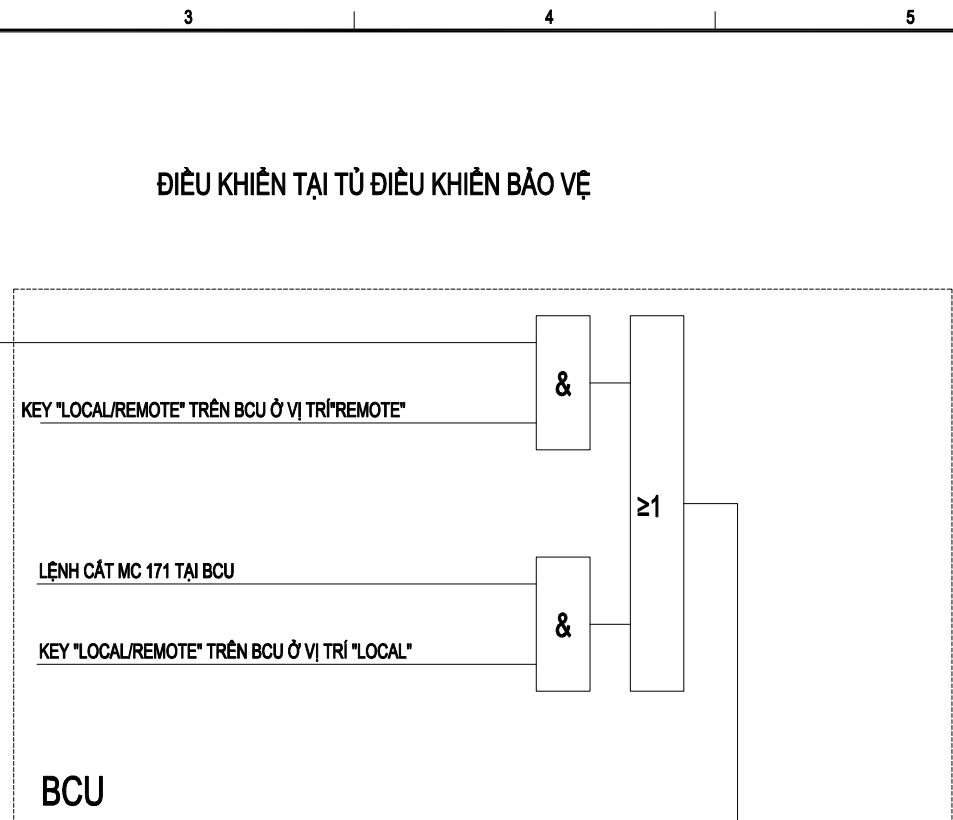 3 4 5
ĐIỀU KHIỂN TẠI TỦ ĐIỀU KHIỂN BẢO VỆ
&
KEY "LOCAL/REMOTE" TRÊN BCU Ở VỊ TRÍ"REMOTE"
≥1
LỆNH CẮT MC 171 TẠI BCU
&
KEY "LOCAL/REMOTE" TRÊN BCU Ở VỊ TRÍ "LOCAL"
BCU